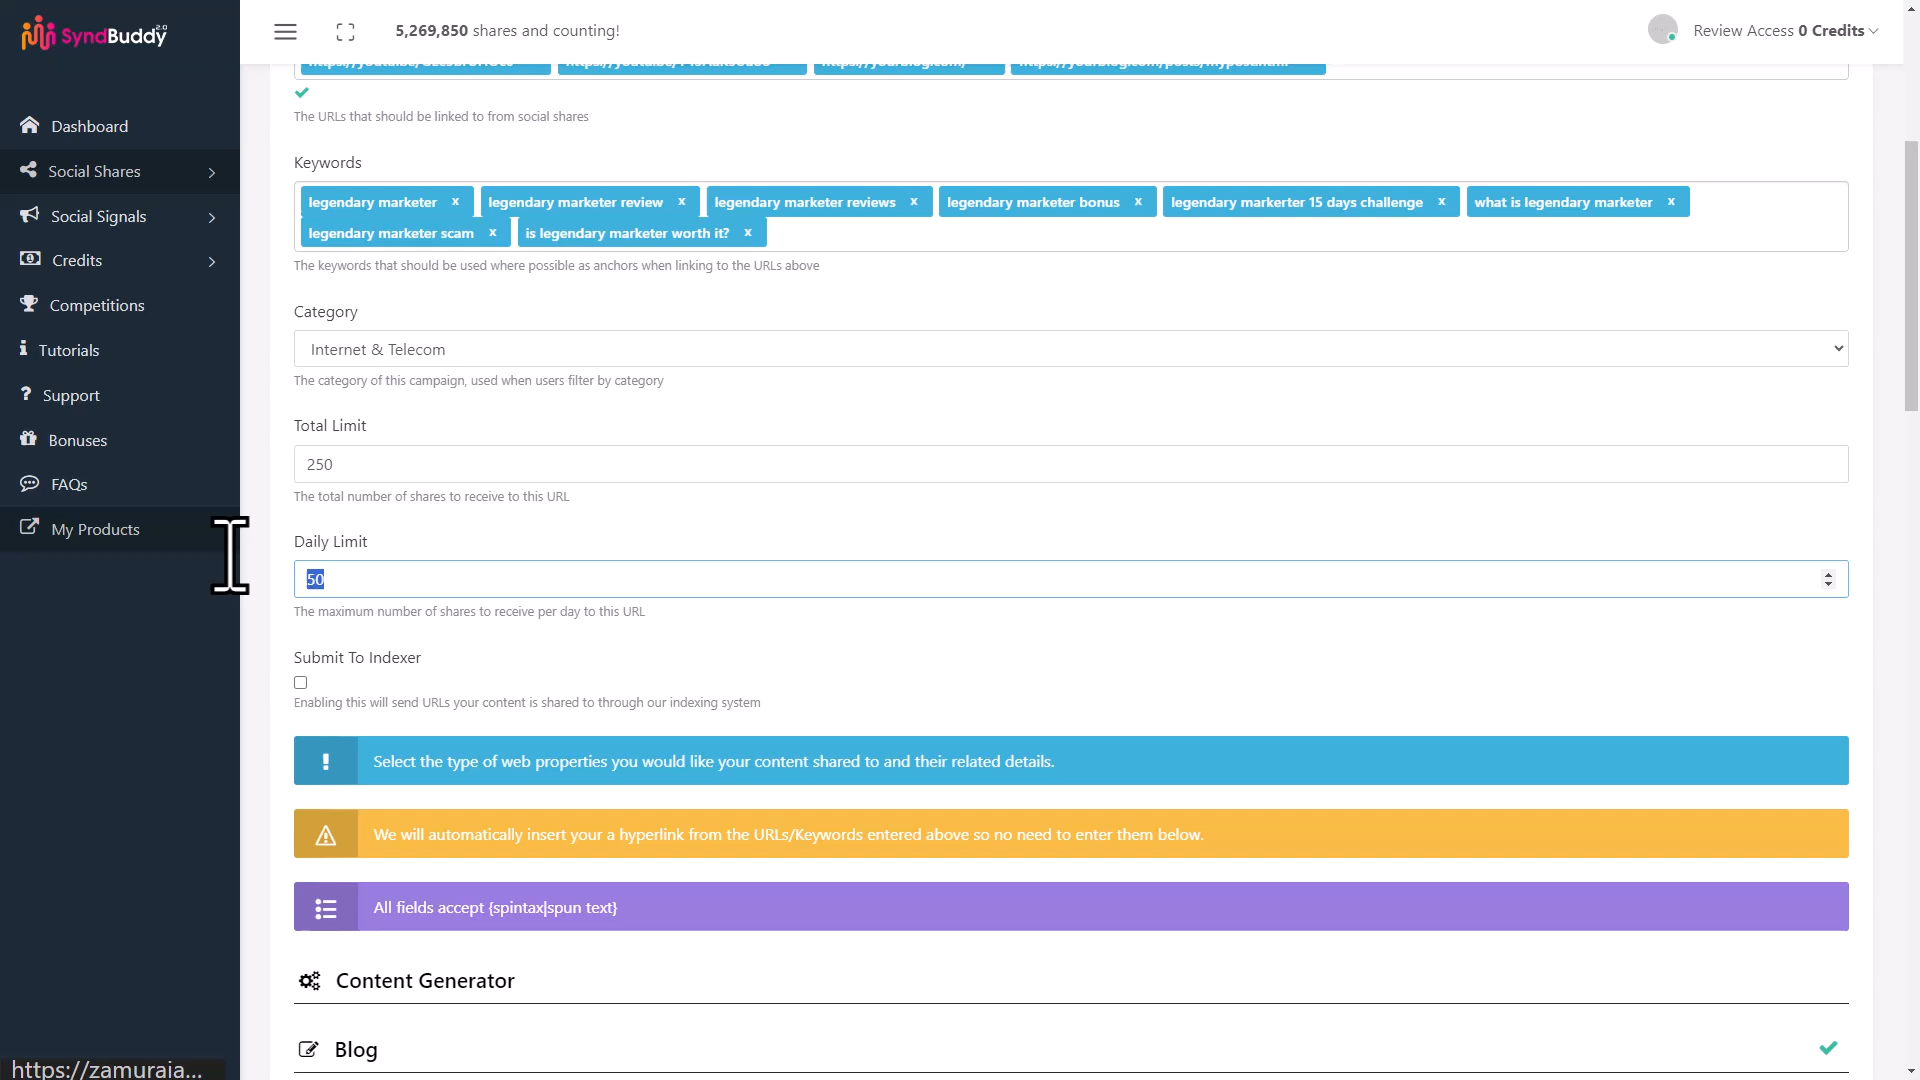 SyndBuddy 2.0
5,269,850 shares and counting!
Review Access 0 Credits
The URLs that should be linked to from social shares
Dashboard
Social Shares
Social Signals
Credits
Competitions
Tutorials
Support
Bonuses
FAQs
My Products
Keywords
legendary marketer x legendary marketer review x legendary marketer reviews x legendary marketer bonus x legendary markerter 15 days challenge x what is legendary marketer x
legendary marketer scam x is legendary marketer worth it? x
The keywords that should be used where possible as anchors when linking to the URLs above
Category
Internet & Telecom
The category of this campaign, used when users filter by category
Total Limit
250
The total number of shares to receive to this URL
Daily Limit
50
The maximum number of shares to receive per day to this URL
Submit To Indexer
Enabling this will send URLs your content is shared to through our indexing system
Select the type of web properties you would like your content shared to and their related details.
We will automatically insert your a hyperlink from the URLs/Keywords entered above so no need to enter them below.
All fields accept {spintax|spun text}
Content Generator
Blog
https://zamuraia...